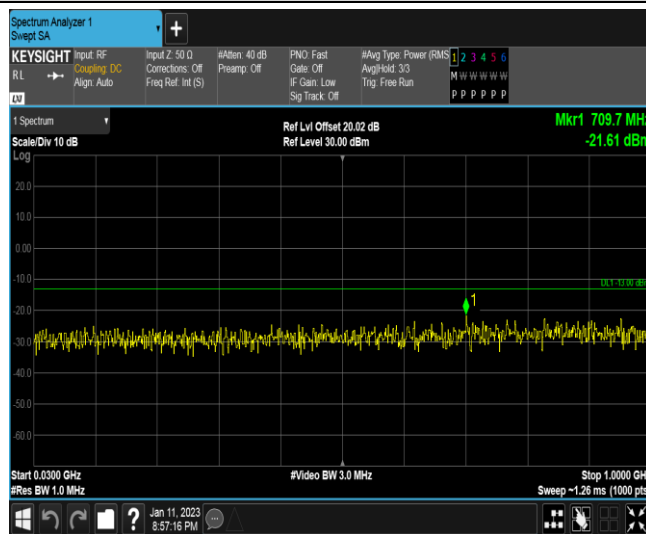 Spectrum Analyzer 1
Swept SA
+
KEYSIGHT
RL
LXI
Input: RF
Coupling: DC
Align: Auto
Input Z: 50 Ω
Corrections: Off
Freq Ref: Int (S)
#Atten: 40 dB
Preamp: Off
PNO: Fast
Gate: Off
IF Gain: Low
Sig Track: Off
#Avg Type: Power (RMS
Avg|Hold: 3/3
Trig: Free Run
1 2 3 4 5 6
M W W W W W
P P P P P P
1 Spectrum
Scale/Div 10 dB
Log
Ref Lvl Offset 20.02 dB
Ref Level 30.00 dBm
Mkr1 709.7 MHz
-21.61 dBm
20.0
10.0
0.00
-10.0
-20.0
-30.0
-40.0
-50.0
-60.0
DL1 -13.00 dBm
1
Start 0.0300 GHz
#Res BW 1.0 MHz
#Video BW 3.0 MHz
Stop 1.0000 GH
Sweep ~1.26 ms (1000 pts
?
Jan 11, 2023
8:57:16 PM